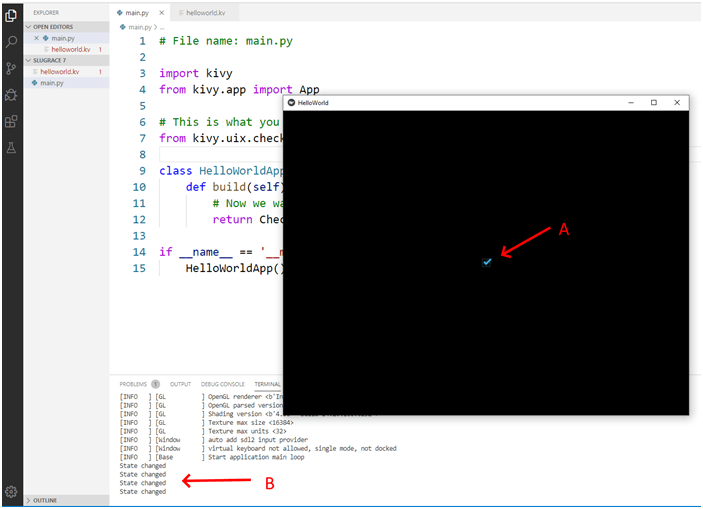 EXPLORER
OPEN EDITORS
main.py
helloworld.kv 1
SLUGRACE 7
helloworld.kv 1
main.py
OUTLINE
main.py
helloworld.kv
main.py > ...
1 # File name: main.py
2
3 import kivy
4 from kivy.app import App
5
6 # This is what you
7 from kivy.uix.check
8
9 class HelloWorldApp
10 def build(self)
11 # Now we wa
12 return Chec
13
14 if __name__ == '__m
15 HelloWorldApp()
HelloWorld
A
PROBLEMS 1 OUTPUT DEBUG CONSOLE TERMINAL
[INFO ] [GL ] OpenGL renderer <b'In
[INFO ] [GL ] OpenGL parsed version
[INFO ] [GL ] Shading version <b'4.
[INFO ] [GL ] Texture max size <16384>
[INFO ] [GL ] Texture max units <32>
[INFO ] [Window ] auto add sdl2 input provider
[INFO ] [Window ] virtual keyboard not allowed, single mode, not docked
[INFO ] [Base ] Start application main loop
State changed
State changed
State changed
State changed
B